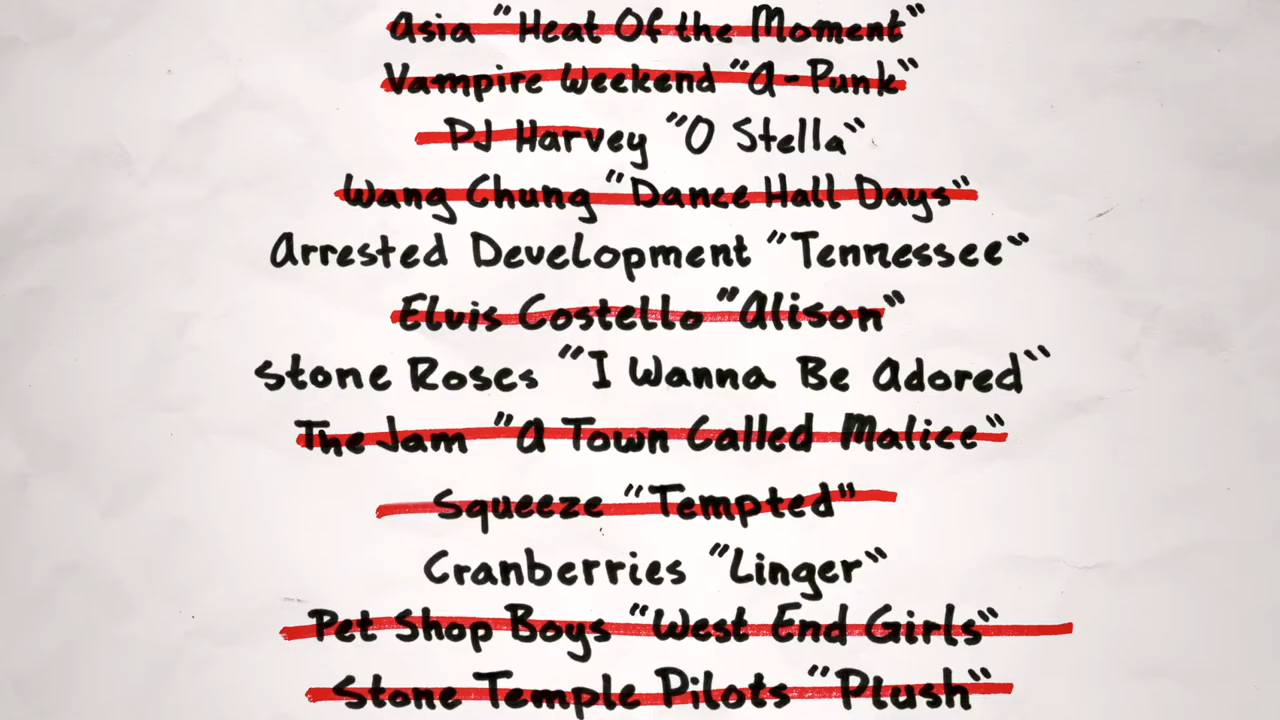 Asia "Heat Of the Moment"
Vampire Weekend "A-Punk"
PJ Harvey "O Stella"
Wang Chung "Dance Hall Days"
Arrested Development "Tennessee"
Elvis Costello "Alison"
Stone Roses "I Wanna Be Adored"
The Jam "A Town Called Malice"
Squeeze "Tempted"
Cranberries "Linger"
Pet Shop Boys "West End Girls"
Stone Temple Pilots "Plush"